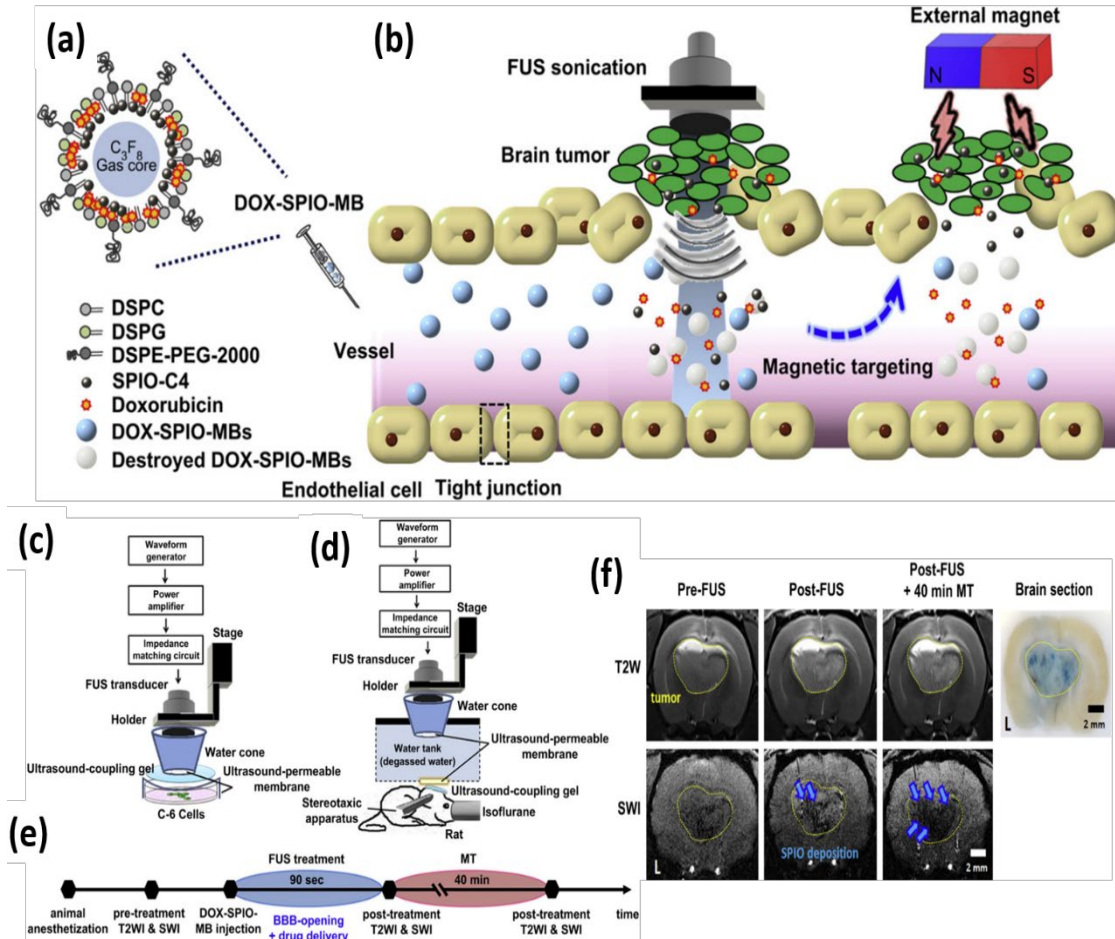 (a)
C3F8
Gas core
DOX-SPIO-MB
DSPC
DSPG
DSPE-PEG-2000
SPIO-C4
Doxorubicin
DOX-SPIO-MBs
Destroyed DOX-SPIO-MBs
(b)
FUS sonication
Brain tumor
External magnet
N
S
Vessel
Magnetic targeting
Endothelial cell
Tight junction
(c)
Waveform
generator
Power
amplifier
Impedance
matching circuit
Stage
FUS transducer
Holder
Water cone
Ultrasound-coupling gel
Ultrasound-permeable
membrane
C-6 Cells
(d)
Waveform
generator
Power
amplifier
Impedance
matching circuit
Stage
FUS transducer
Holder
Water cone
Water tank
(degassed water)
Ultrasound-permeable
membrane
Ultrasound-coupling gel
Stereotaxic
apparatus
Isoflurane
Rat
(e)
FUS treatment
90 sec
MT
40 min
animal
anesthetization
pre-treatment
T2WI & SWI
DOX-SPIO-
MB injection
BBB-opening
+ drug delivery
post-treatment
T2WI & SWI
post-treatment
T2WI & SWI
time
(f)
Pre-FUS
Post-FUS
Post-FUS
+ 40 min MT
Brain section
T2W
tumor
L
2 mm
SWI
L
SPIO deposition
2 mm